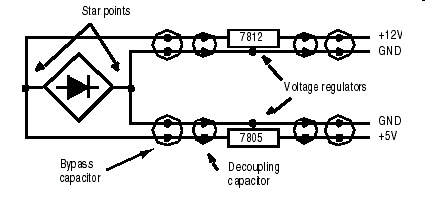 Star points
7812
+12V
GND
Voltage regulators
GND
7805
+5V
Bypass
capacitor
Decoupling
capacitor